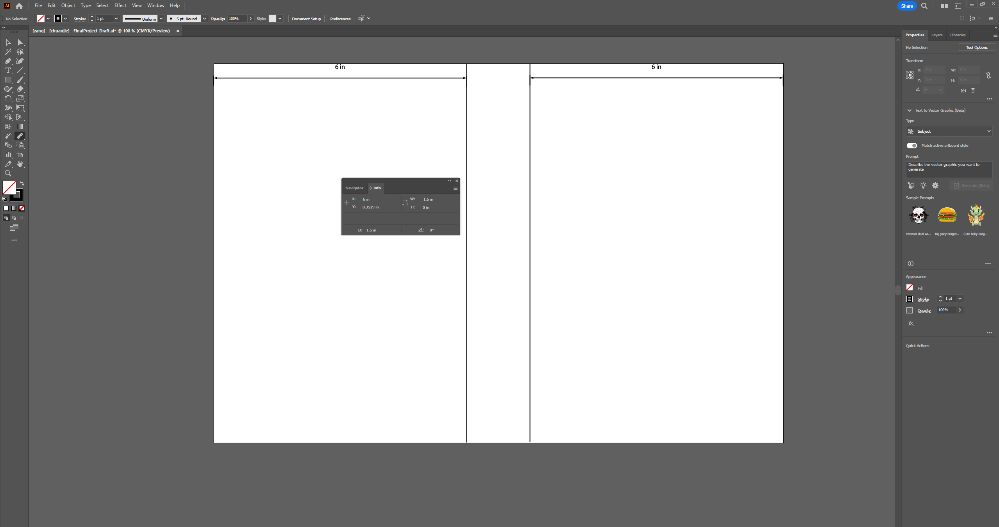 Ai File Edit Object Type Select Effect View Window Help Share
No Selection Stroke: 1 pt Uniform 5 pt. Round Opacity: 100% Style: Document Setup Preferences
[zang] - [chuanjie] - FinalProject_Draft.ai* @ 100 % (CMYK/Preview)
6 in
6 in
Navigator Info
X: 6 in W: 1.5 in
Y: 0.3519 in H: 0 in
D: 1.5 in 0°
Properties Layers Libraries
No Selection Tool Options
Transform
X: 0 in W: 0 in
Y: 0 in H: 0 in
0°
Text to Vector Graphic (Beta)
Type
Subject
Match active artboard style
Prompt
Describe the vector graphic you want to
generate
Generate (Beta)
Sample Prompts
Minimal skull wi... Big juicy burger... Cute baby drag...
Appearance
Fill
Stroke 1 pt
Opacity 100%
fx.
Quick Actions